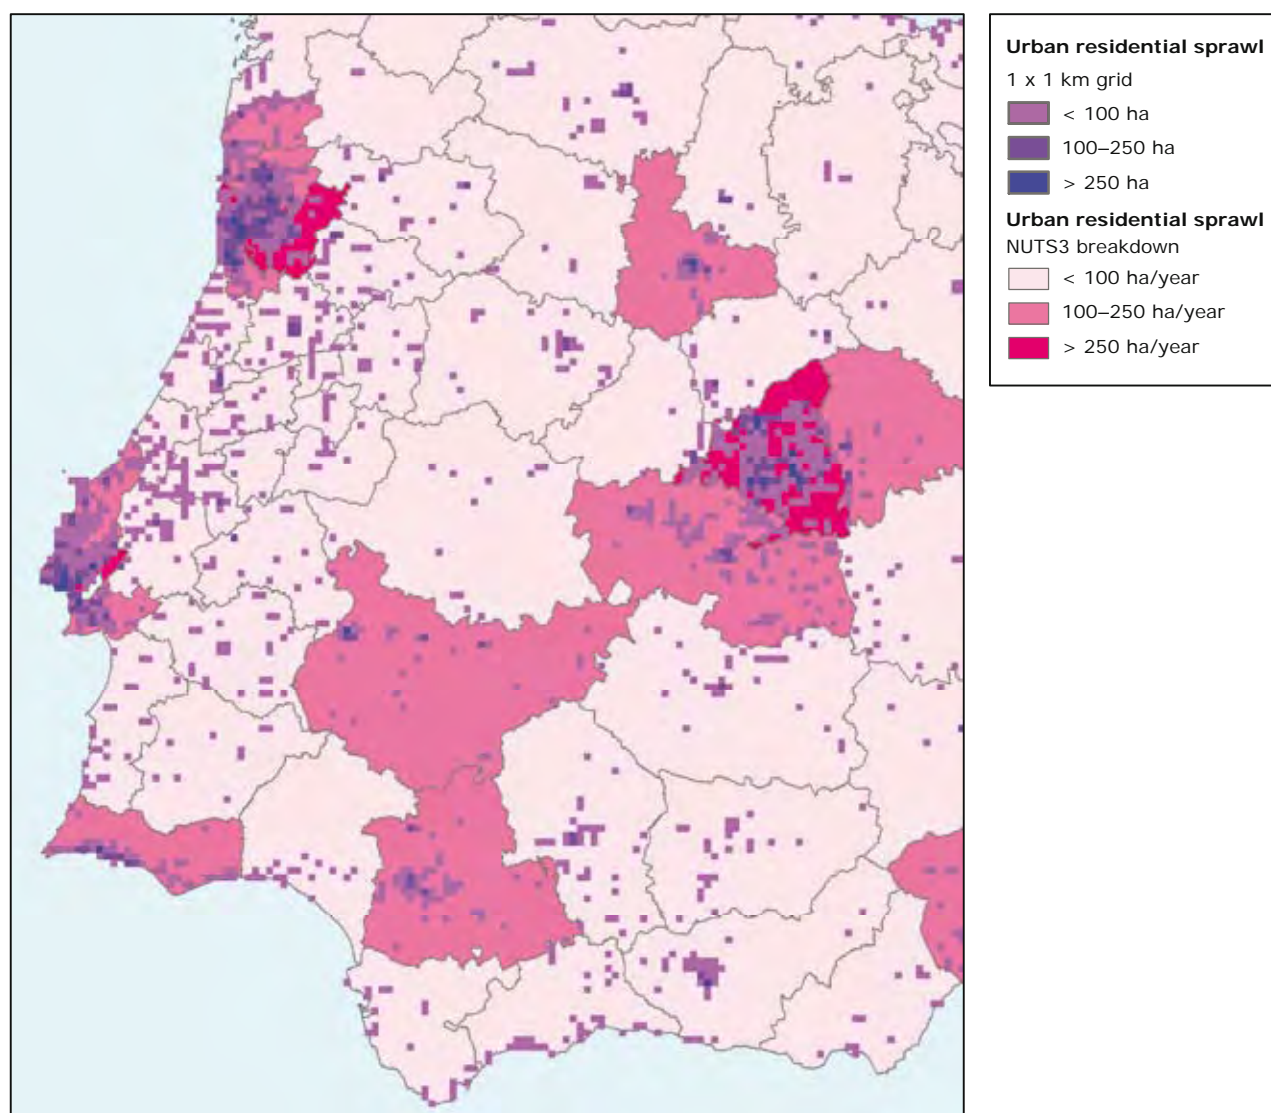 Urban residential sprawl
1 x 1 km grid
< 100 ha
100–250 ha
> 250 ha
Urban residential sprawl
NUTS3 breakdown
< 100 ha/year
100–250 ha/year
> 250 ha/year